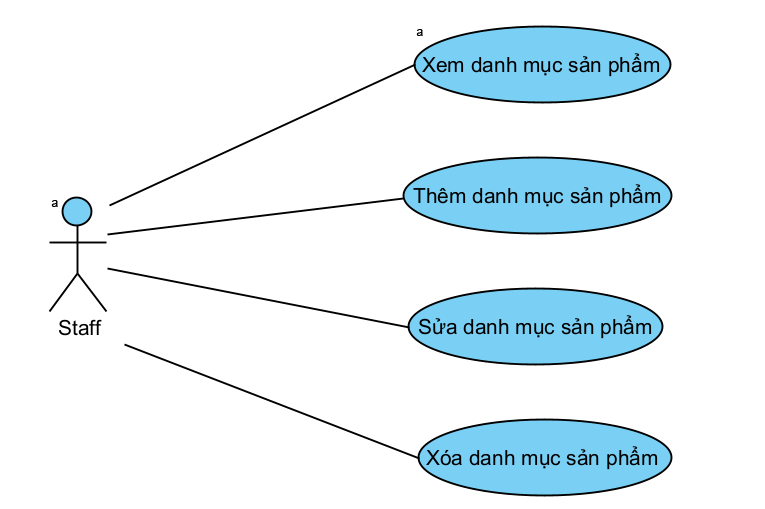 a
Xem danh mục sản phẩm
Thêm danh mục sản phẩm
a
Sửa danh mục sản phẩm
Staff
Xóa danh mục sản phẩm